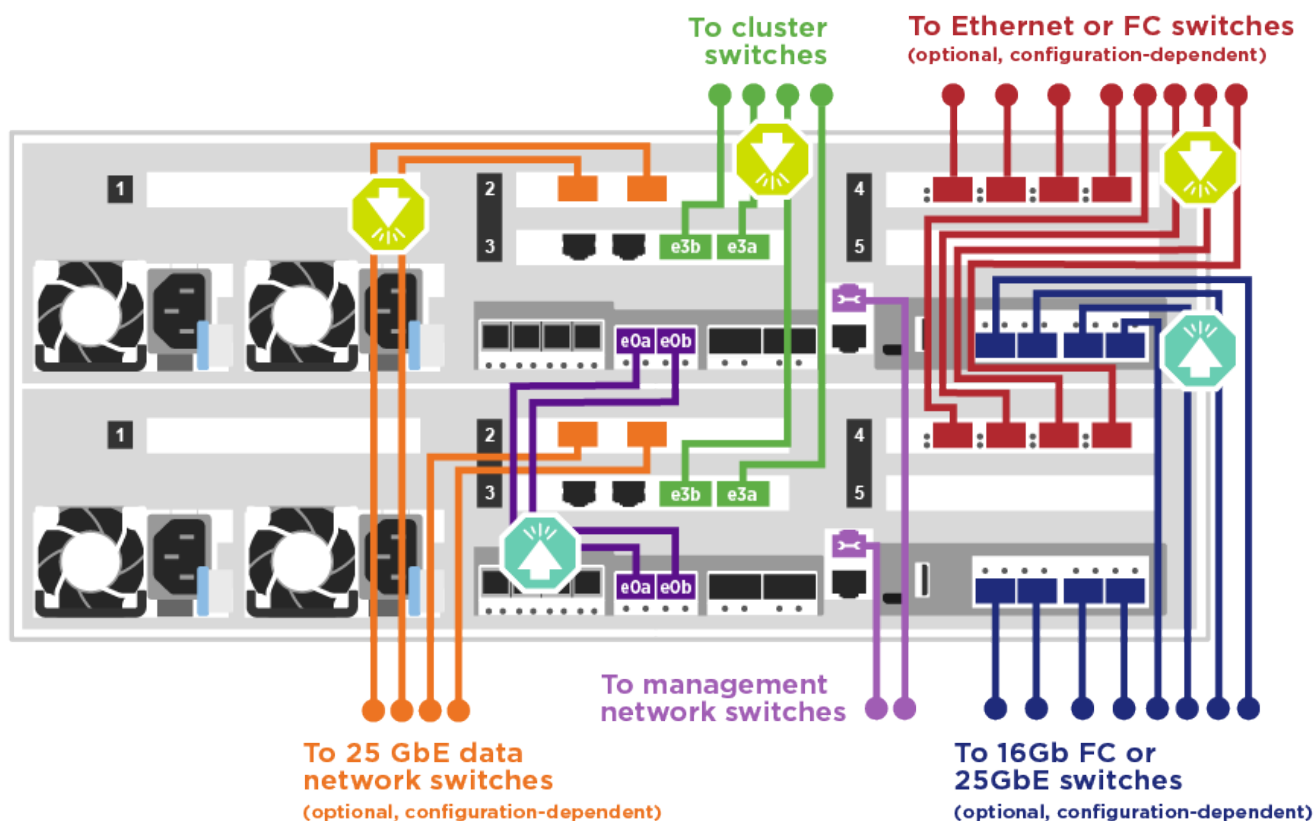 To cluster
switches
To Ethernet or FC switches
(optional, configuration-dependent)
1
2
4
3
e3b
e3a
5
e0a
e0b
1
2
4
3
e3b
e3a
5
e0a
e0b
To management
network switches
To 25 GbE data
network switches
(optional, configuration-dependent)
To 16Gb FC or
25GbE switches
(optional, configuration-dependent)